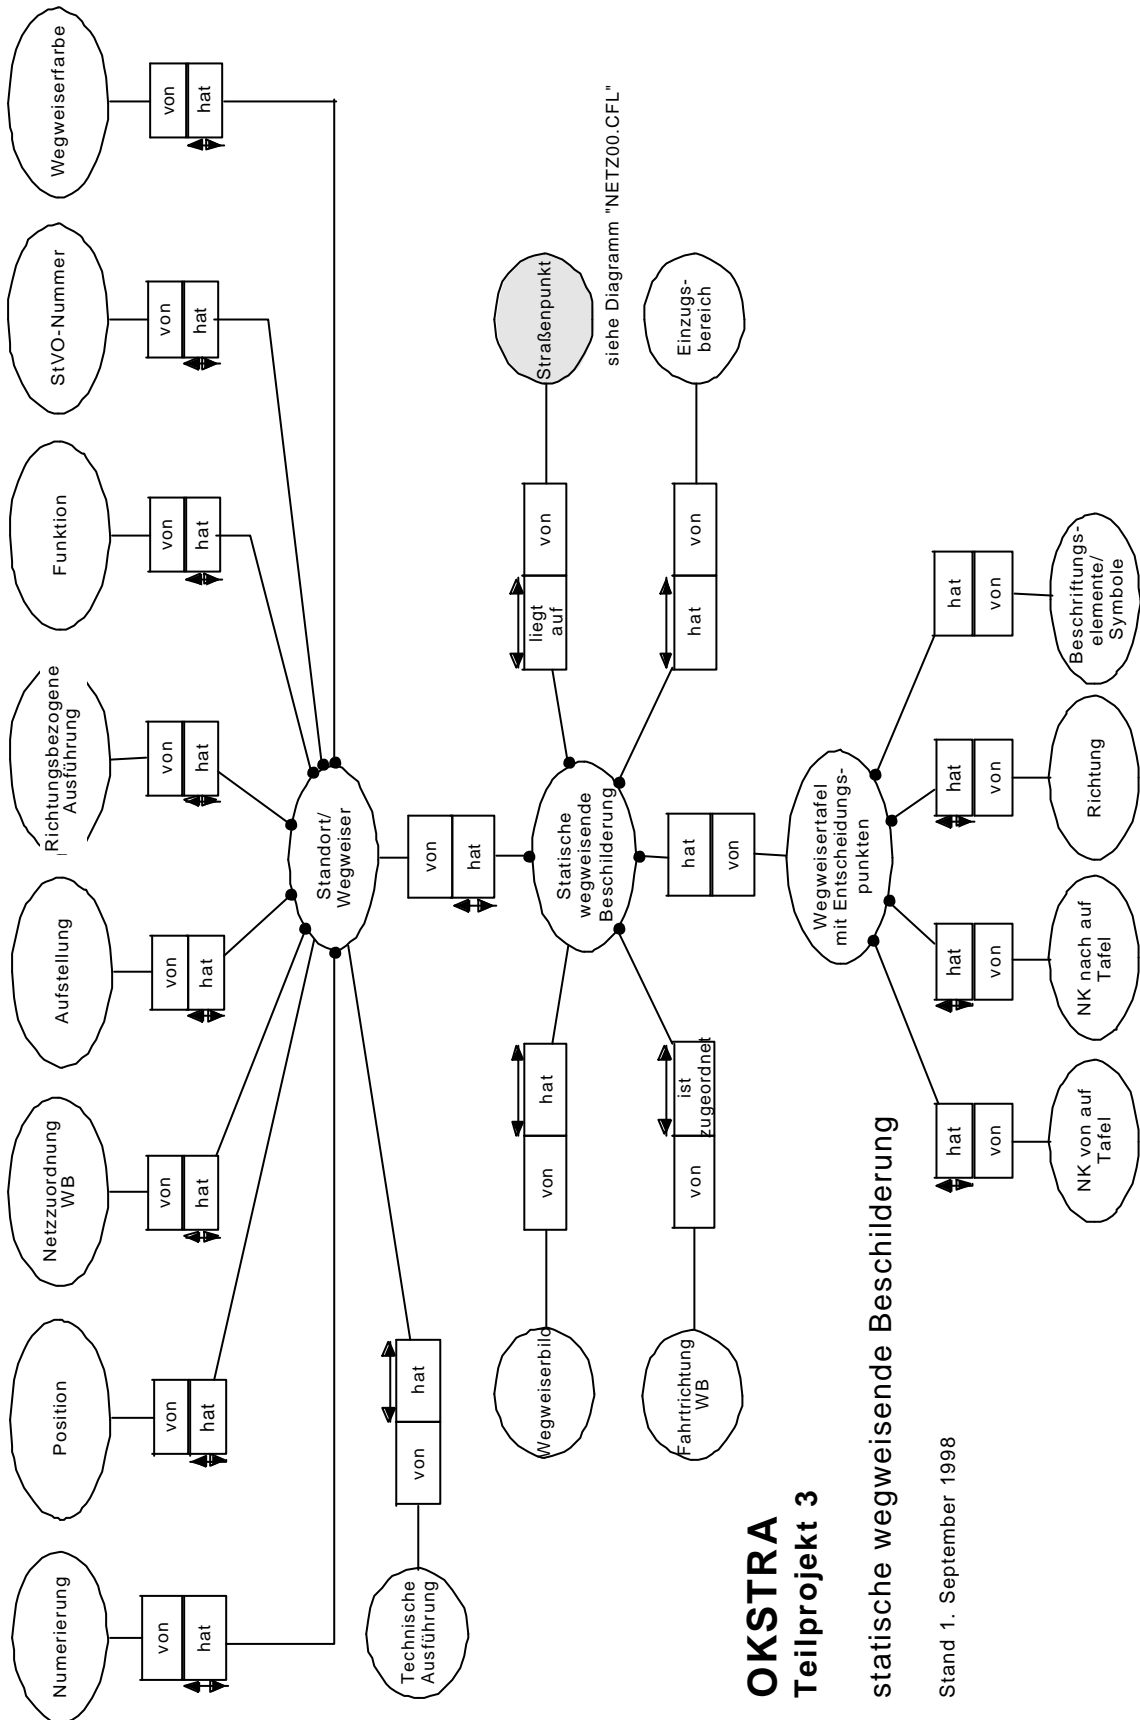 Numerierung
Position
Netzzuordnung
WB
Aufstellung
Richtungsbezogene
Ausführung
Funktion
StVO-Nummer
Wegweiserfarbe
von
hat
von
hat
von
hat
von
hat
von
hat
von
hat
von
hat
von
hat
Technische
Ausführung
von
hat
Standort/
Wegweiser
von
hat
Wegweiserbild
von
hat
Statische
wegweisende
Beschilderung
liegt
auf
von
Straßenpunkt
siehe Diagramm "NETZ00.CFL"
Fahrtrichtung
WB
von
ist
zugeordnet
hat
von
Einzugs-
bereich
hat
von
Wegweisertafel
mit Entscheidungs-
punkten
hat
von
hat
von
hat
von
hat
von
NK von auf
Tafel
NK nach auf
Tafel
Richtung
Beschriftungs-
elemente/
Symbole
OKSTRA
Teilprojekt 3
statische wegweisende Beschilderung
Stand 1. September 1998